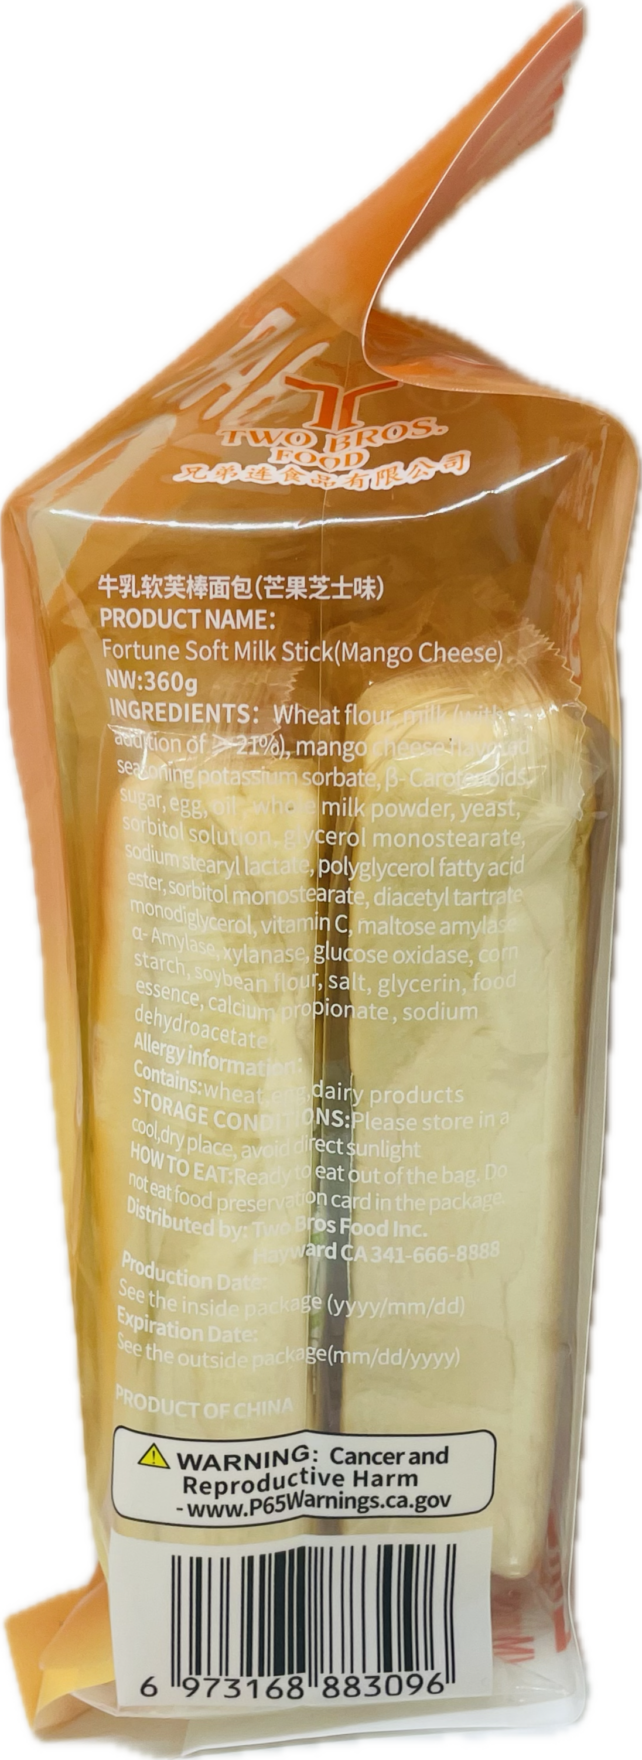 TWO BROS.
FOOD
兄弟连食品有限公司
牛乳软芙棒面包(芒果芝士味)
PRODUCT NAME:
Fortune Soft Milk Stick(Mango Cheese)
NW:360g
INGREDIENTS: Wheat flour, milk (with
addition of ≥21%), mango cheese flavored
seasoning potassium sorbate, β-Carotenoids,
sugar, egg, oil, whole milk powder, yeast,
sorbitol solution, glycerol monostearate,
sodium stearyl lactate, polyglycerol fatty acid
ester, sorbitol monostearate, diacetyl tartrate
monodiglycerol, vitamin C, maltose amylase
α-Amylase, xylanase, glucose oxidase, corn
starch, soybean flour, salt, glycerin, food
essence, calcium propionate, sodium
dehydroacetate
Allergy information:
Contains:wheat,egg,dairy products
STORAGE CONDITIONS:Please store in a
cool,dry place, avoid direct sunlight
HOW TO EAT:Ready to eat out of the bag. Do
not eat food preservation card in the package.
Distributed by: Two Bros Food Inc.
Hayward CA 341-666-8888
Production Date:
See the inside package (yyyy/mm/dd)
Expiration Date:
See the outside package(mm/dd/yyyy)
PRODUCT OF CHINA
WARNING: Cancer and
Reproductive Harm
-www.P65Warnings.ca.gov
6 973168 883096